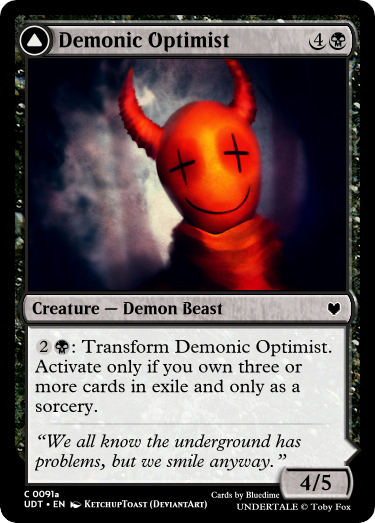 Demonic Optimist 4
Creature — Demon Beast
2 : Transform Demonic Optimist.
Activate only if you own three or
more cards in exile and only as a
sorcery.
“We all know the underground has
problems, but we smile anyway.”
4/5
C 0091a
UDT • EN KETCHUPTOAST (DEVIANTART)
Cards by Bluedime
UNDERTALE © Toby Fox